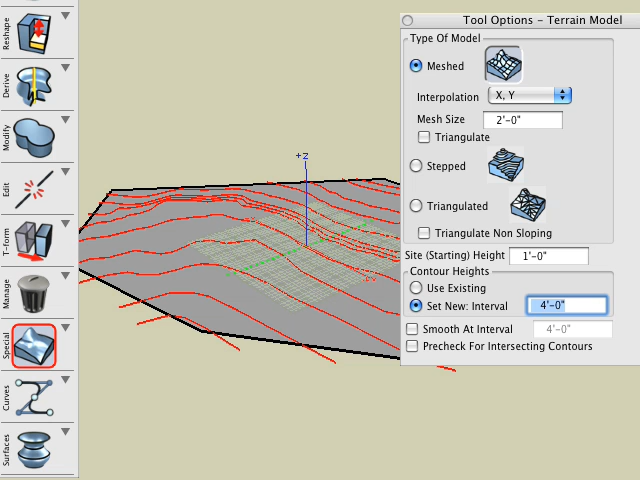 Reshape
Derive
Modify
Edit
T-form
Manage
Special
Curves
Surfaces
+z
Tool Options - Terrain Model
Type Of Model
Meshed
Interpolation X, Y
Mesh Size 2'-0"
Triangulate
Stepped
Triangulated
Triangulate Non Sloping
Site (Starting) Height 1'-0"
Contour Heights
Use Existing
Set New: Interval 4'-0"
Smooth At Interval 4'-0"
Precheck For Intersecting Contours